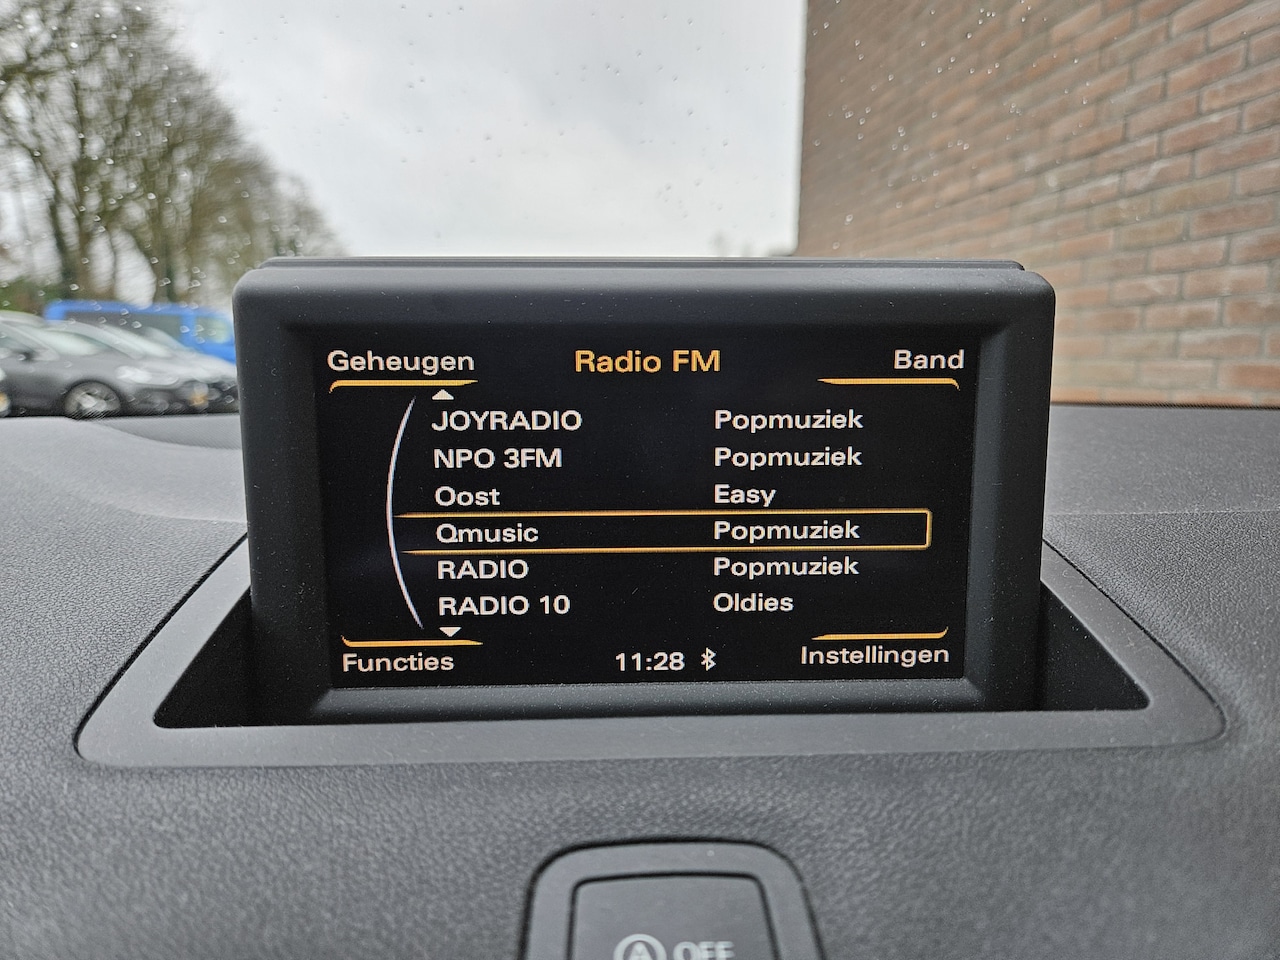 Geheugen Radio FM Band
JOYRADIO Popmuziek
NPO 3FM Popmuziek
Oost Easy
Qmusic Popmuziek
RADIO Popmuziek
RADIO 10 Oldies
Functies 11:28 Instellingen
A OFF